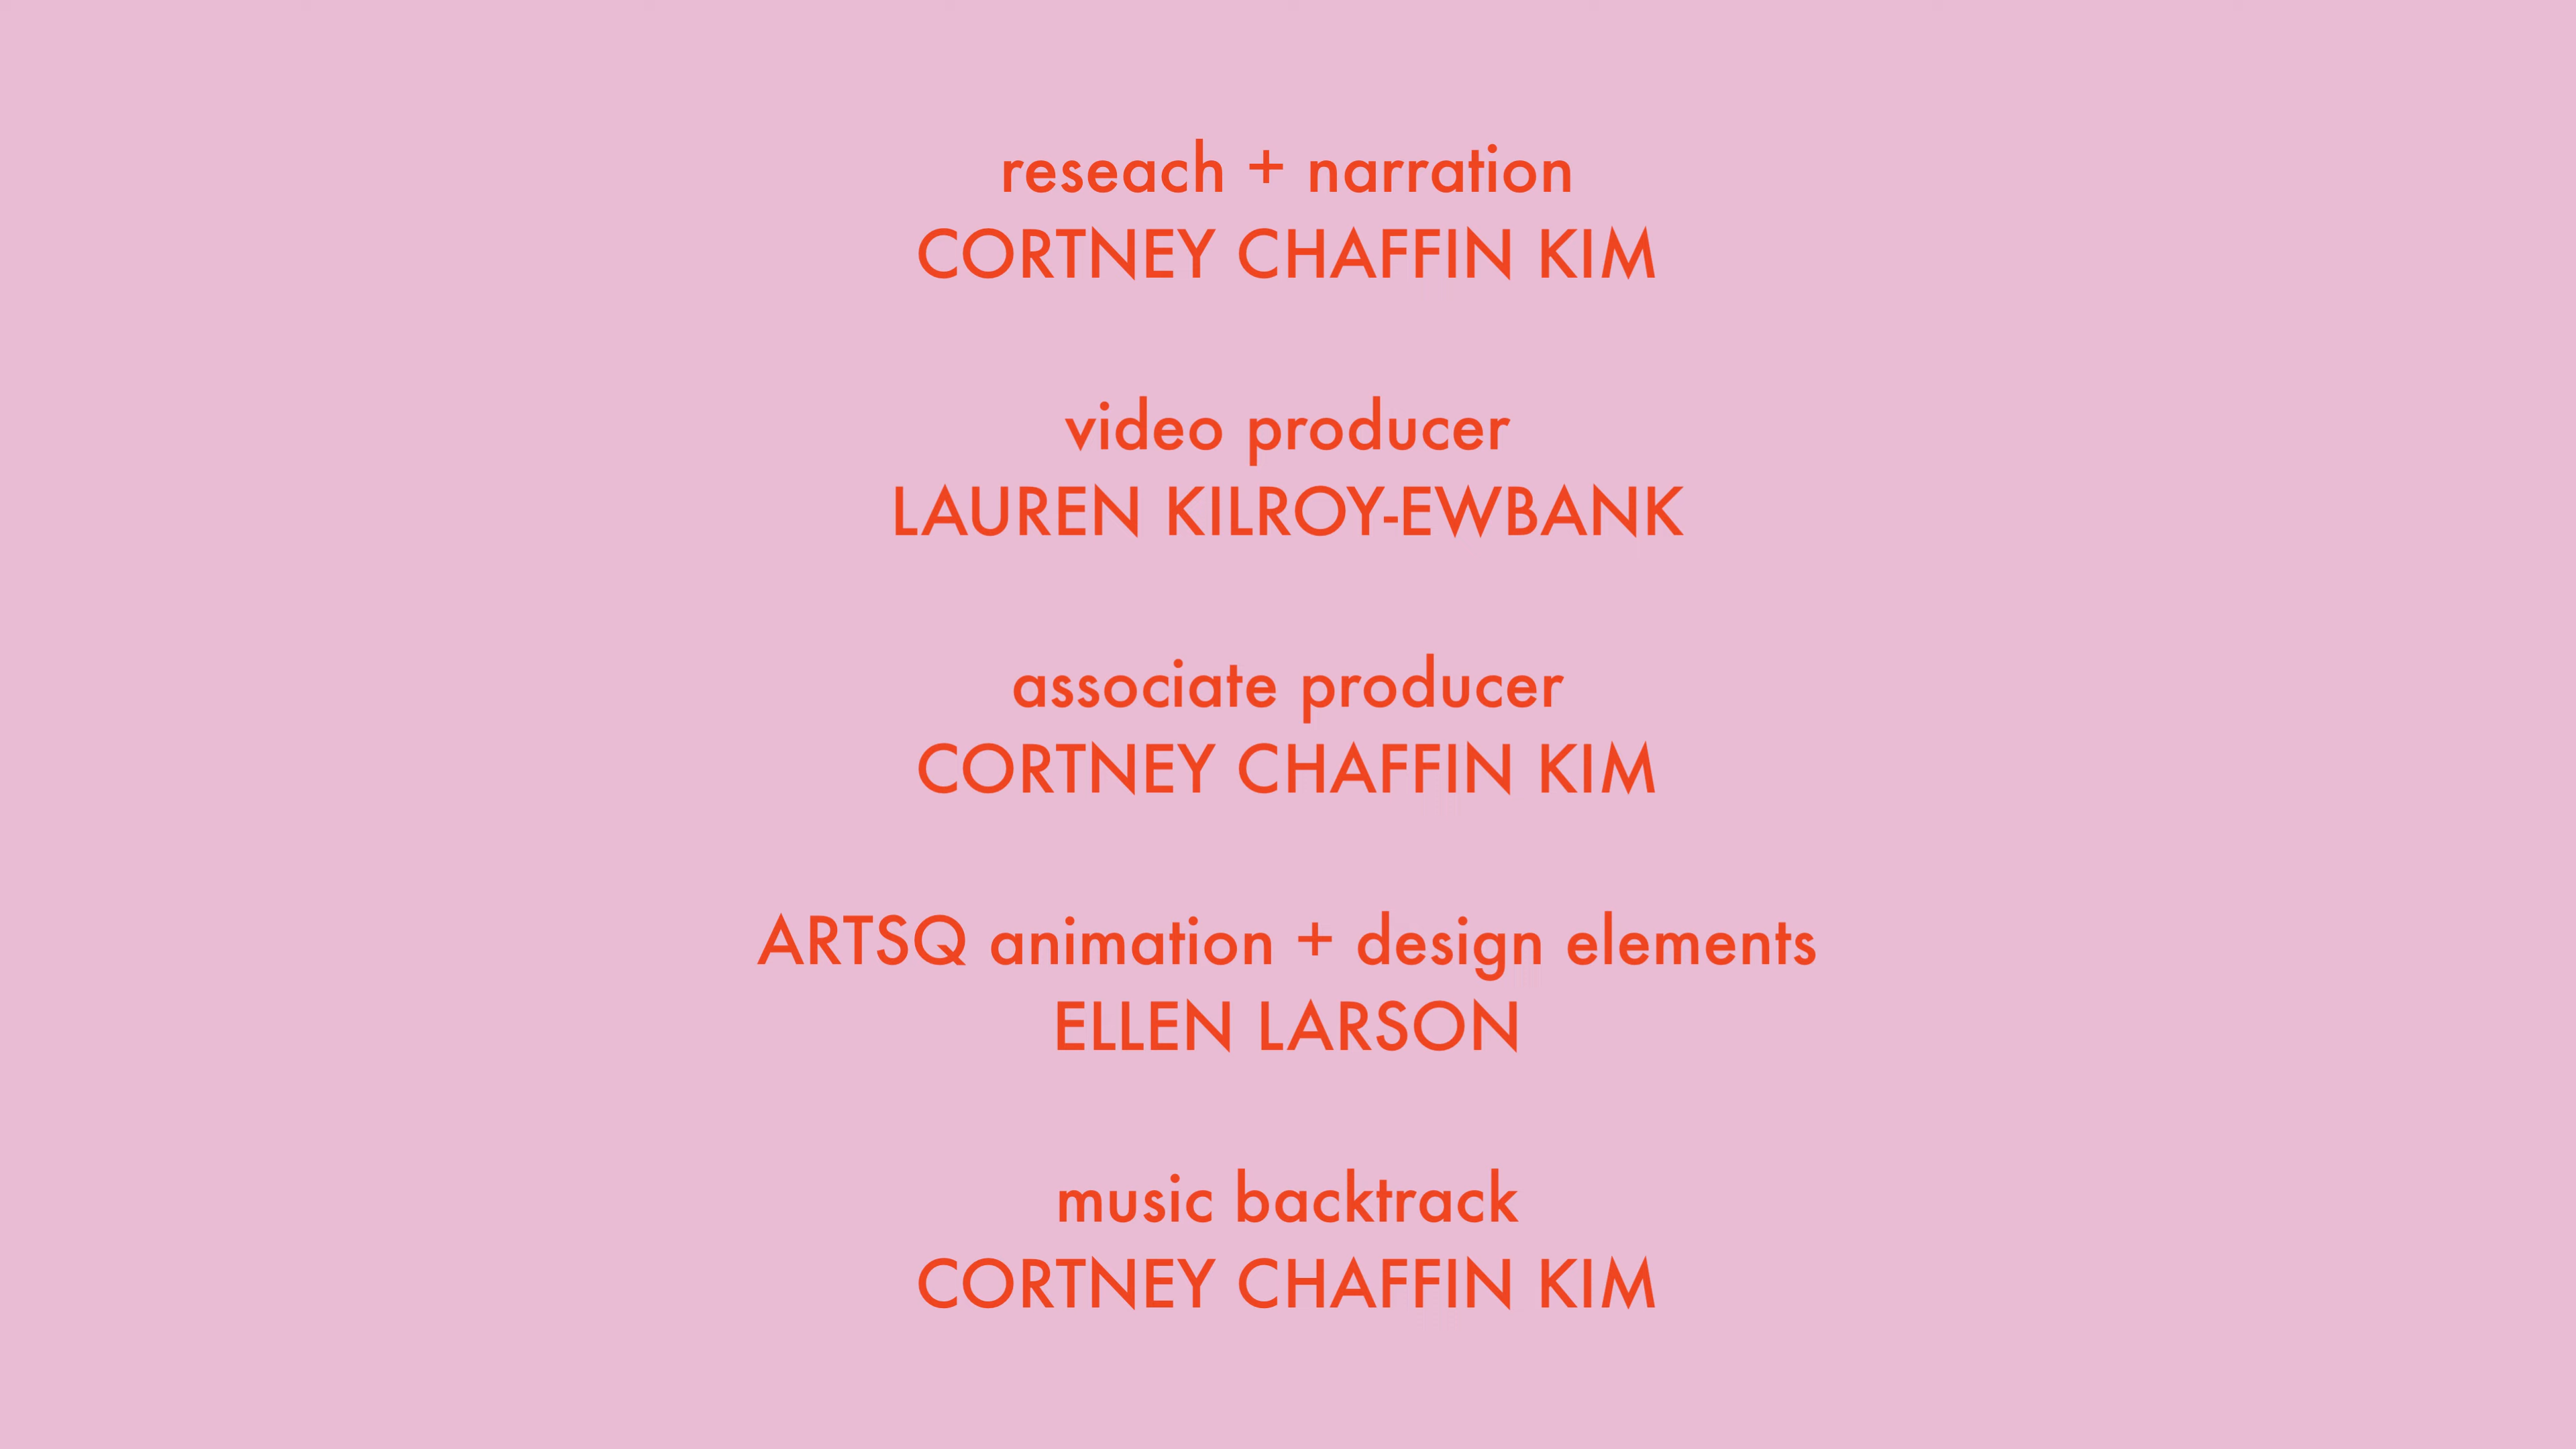 reseach + narration
CORTNEY CHAFFIN KIM
video producer
LAUREN KILROY-EWBANK
associate producer
CORTNEY CHAFFIN KIM
ARTSQ animation + design elements
ELLEN LARSON
music backtrack
CORTNEY CHAFFIN KIM